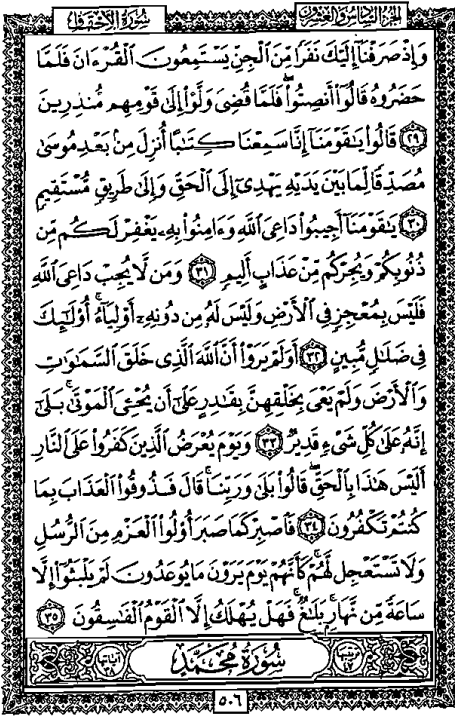 الجزء السادس والعشرون
سورة الأحقاف
وَإِذْ صَرَفْنَآ إِلَيْكَ نَفَرًا مِّنَ ٱلْجِنِّ يَسْتَمِعُونَ ٱلْقُرْءَانَ فَلَمَّا
حَضَرُوهُ قَالُوٓا۟ أَنصِتُوا۟ ۖ فَلَمَّا قُضِىَ وَلَّوْا۟ إِلَىٰ قَوْمِهِم مُّنذِرِينَ
۝٢٩ قَالُوا۟ يَٰقَوْمَنَآ إِنَّا سَمِعْنَا كِتَٰبًا أُنزِلَ مِنۢ بَعْدِ مُوسَىٰ
مُصَدِّقًا لِّمَا بَيْنَ يَدَيْهِ يَهْدِىٓ إِلَى ٱلْحَقِّ وَإِلَىٰ طَرِيقٍ مُّسْتَقِيمٍ
۝٣٠ يَٰقَوْمَنَآ أَجِيبُوا۟ دَاعِىَ ٱللَّهِ وَءَامِنُوا۟ بِهِۦ يَغْفِرْ لَكُم مِّن
ذُنُوبِكُمْ وَيُجِرْكُم مِّنْ عَذَابٍ أَلِيمٍ ۝٣١ وَمَن لَّا يُجِبْ دَاعِىَ ٱللَّهِ
فَلَيْسَ بِمُعْجِزٍ فِى ٱلْأَرْضِ وَلَيْسَ لَهُۥ مِن دُونِهِۦٓ أَوْلِيَآءُ ۚ أُو۟لَٰٓئِكَ
فِى ضَلَٰلٍ مُّبِينٍ ۝٣٢ أَوَلَمْ يَرَوْا۟ أَنَّ ٱللَّهَ ٱلَّذِى خَلَقَ ٱلسَّمَٰوَٰتِ
وَٱلْأَرْضَ وَلَمْ يَعْىَ بِخَلْقِهِنَّ بِقَٰدِرٍ عَلَىٰٓ أَن يُحْـِۧىَ ٱلْمَوْتَىٰ ۚ بَلَىٰٓ
إِنَّهُۥ عَلَىٰ كُلِّ شَىْءٍ قَدِيرٌ ۝٣٣ وَيَوْمَ يُعْرَضُ ٱلَّذِينَ كَفَرُوا۟ عَلَى ٱلنَّارِ
أَلَيْسَ هَٰذَا بِٱلْحَقِّ ۖ قَالُوا۟ بَلَىٰ وَرَبِّنَا ۚ قَالَ فَذُوقُوا۟ ٱلْعَذَابَ بِمَا
كُنتُمْ تَكْفُرُونَ ۝٣٤ فَٱصْبِرْ كَمَا صَبَرَ أُو۟لُوا۟ ٱلْعَزْمِ مِنَ ٱلرُّسُلِ
وَلَا تَسْتَعْجِل لَّهُمْ ۚ كَأَنَّهُمْ يَوْمَ يَرَوْنَ مَا يُوعَدُونَ لَمْ يَلْبَثُوٓا۟ إِلَّا
سَاعَةً مِّن نَّهَارٍۭ ۚ بَلَٰغٌ ۚ فَهَلْ يُهْلَكُ إِلَّا ٱلْقَوْمُ ٱلْفَٰسِقُونَ ۝٣٥
سُورَةُ مُحَمَّدٍ
٥٠٦